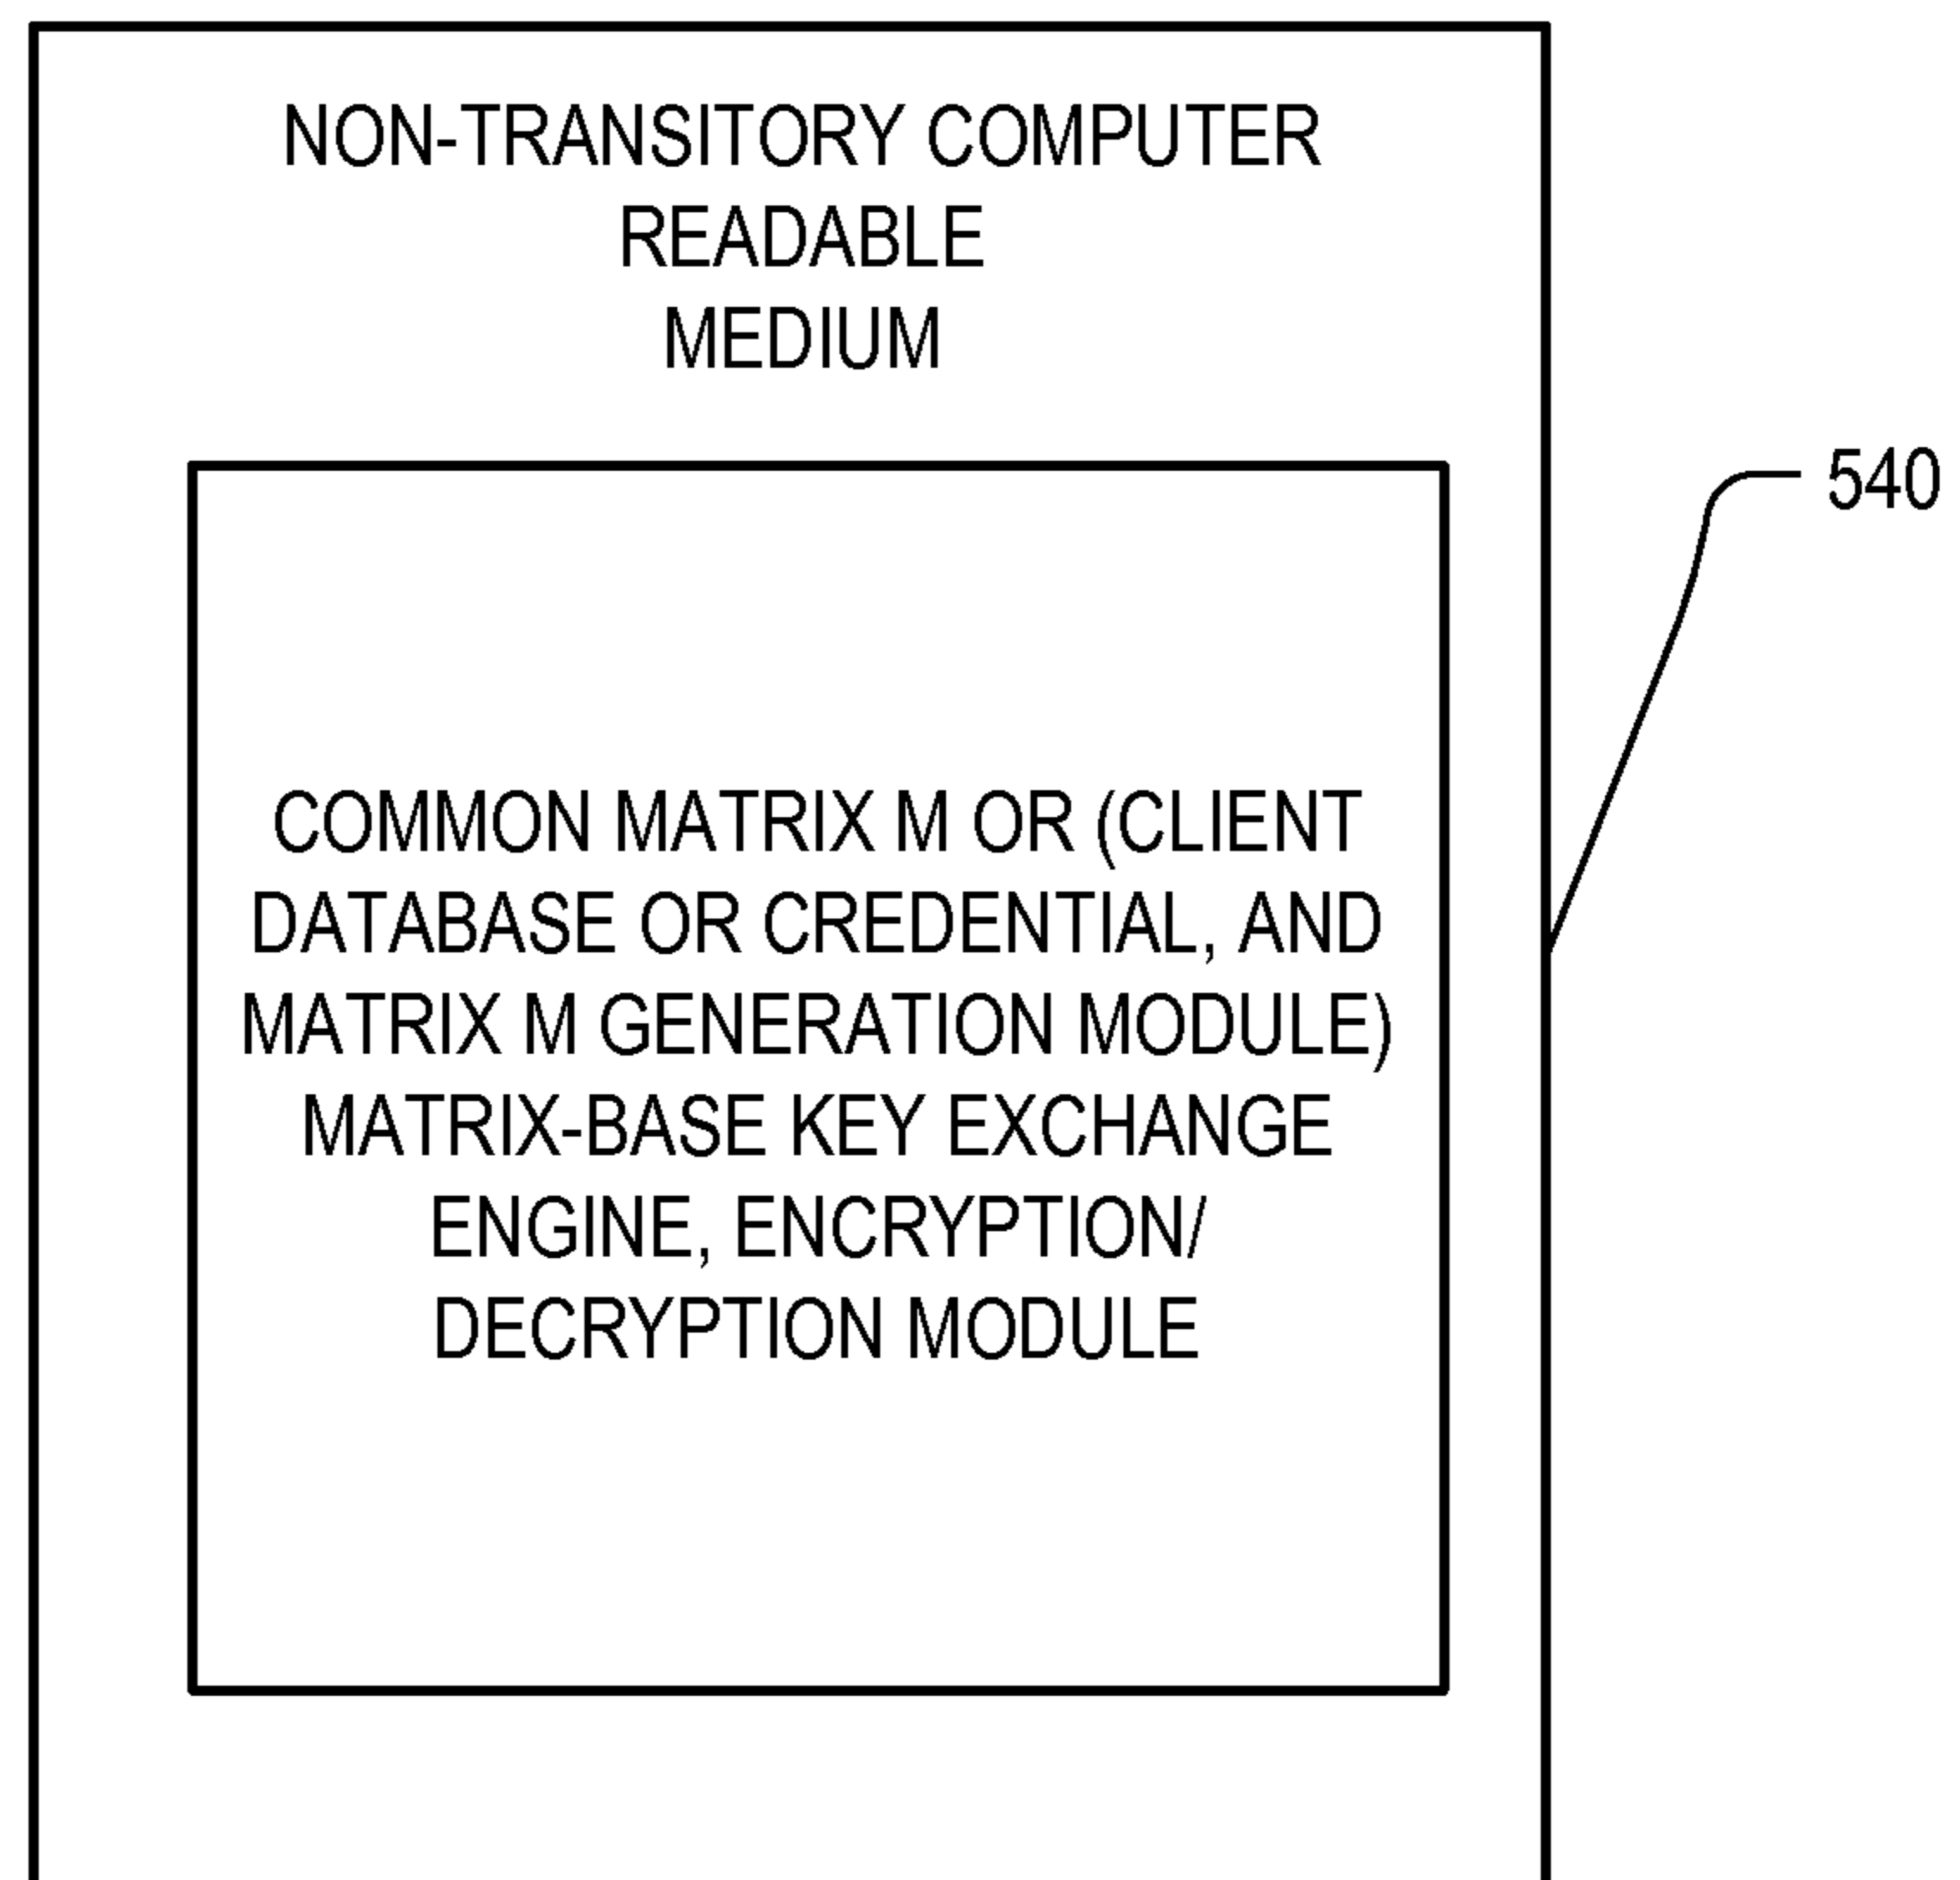 NON-TRANSITORY COMPUTER
READABLE
MEDIUM
540
COMMON MATRIX M OR (CLIENT
DATABASE OR CREDENTIAL, AND
MATRIX M GENERATION MODULE)
MATRIX-BASE KEY EXCHANGE
ENGINE, ENCRYPTION/
DECRYPTION MODULE